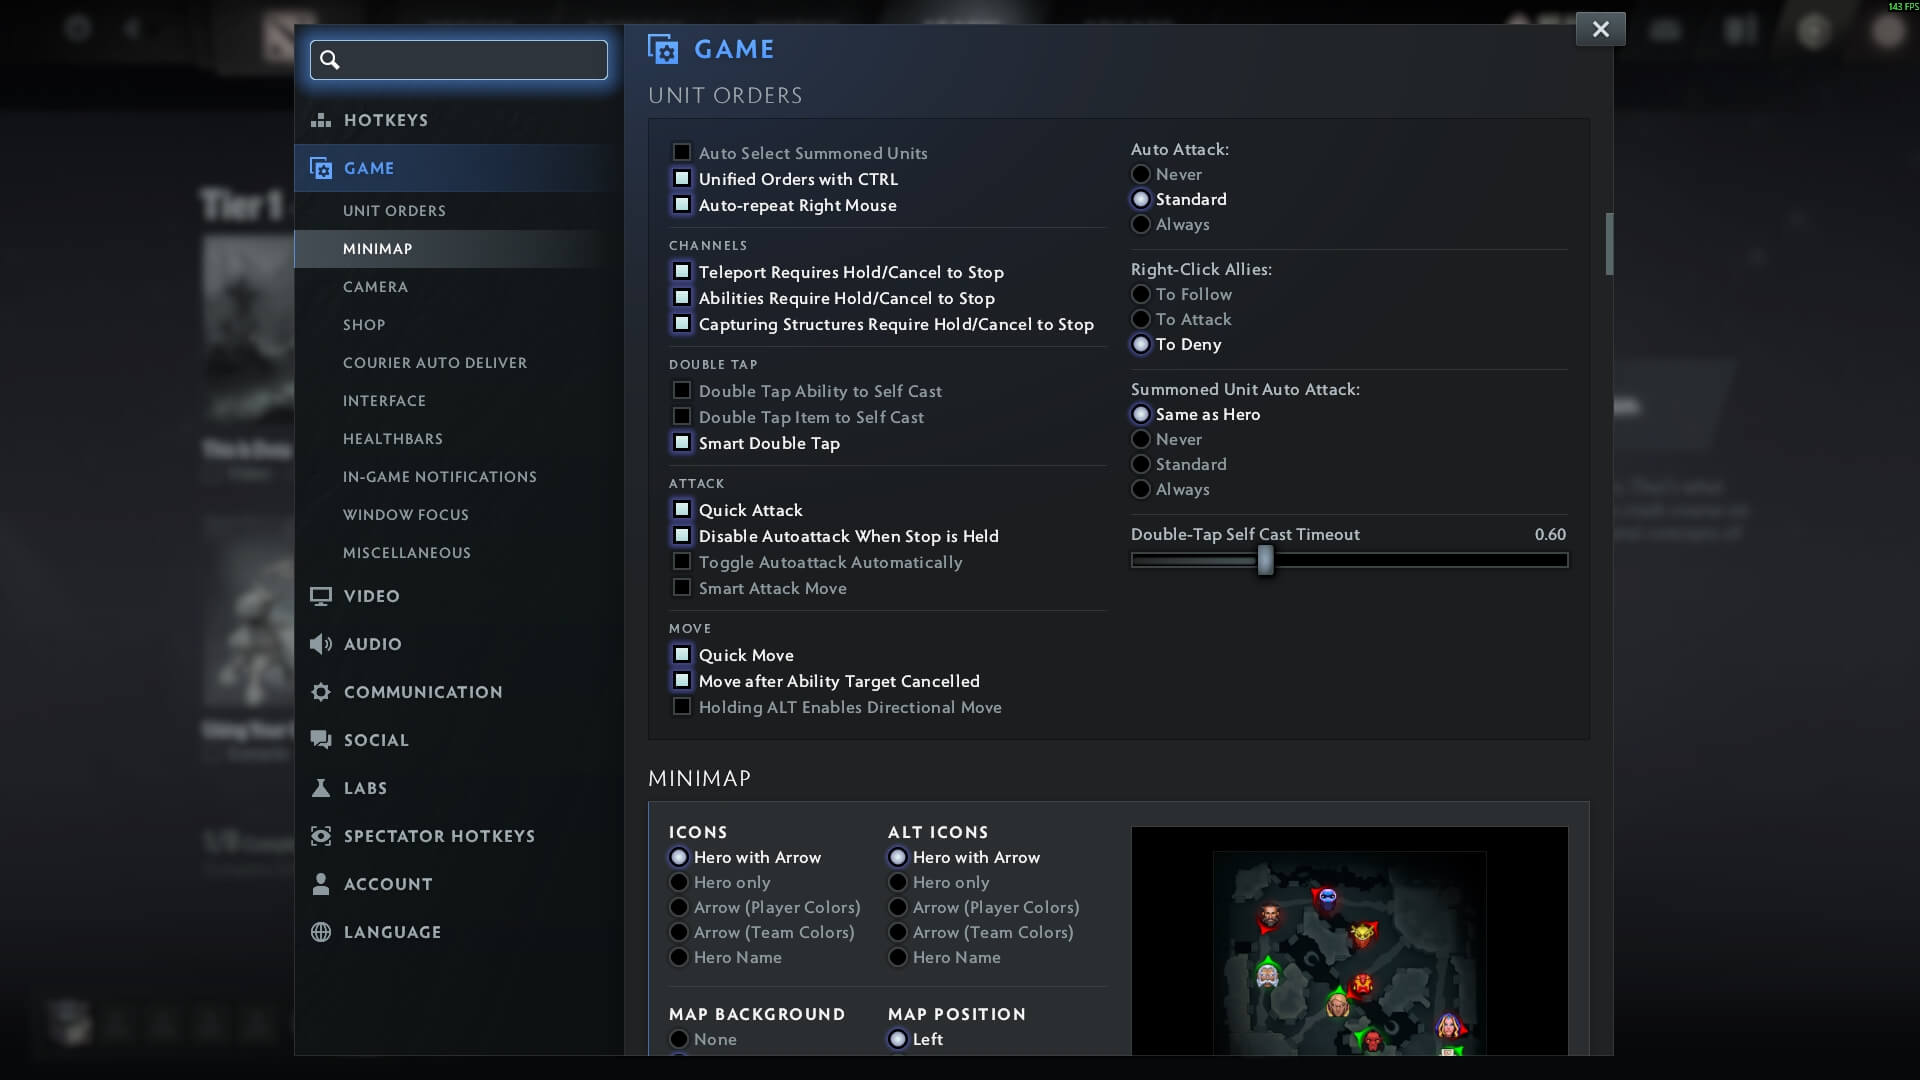 143 FPS
HOTKEYS
GAME
UNIT ORDERS
MINIMAP
CAMERA
SHOP
COURIER AUTO DELIVER
INTERFACE
HEALTHBARS
IN-GAME NOTIFICATIONS
WINDOW FOCUS
MISCELLANEOUS
VIDEO
AUDIO
COMMUNICATION
SOCIAL
LABS
SPECTATOR HOTKEYS
ACCOUNT
LANGUAGE
GAME
UNIT ORDERS
Auto Select Summoned Units
Unified Orders with CTRL
Auto-repeat Right Mouse
CHANNELS
Teleport Requires Hold/Cancel to Stop
Abilities Require Hold/Cancel to Stop
Capturing Structures Require Hold/Cancel to Stop
DOUBLE TAP
Double Tap Ability to Self Cast
Double Tap Item to Self Cast
Smart Double Tap
ATTACK
Quick Attack
Disable Autoattack When Stop is Held
Toggle Autoattack Automatically
Smart Attack Move
MOVE
Quick Move
Move after Ability Target Cancelled
Holding ALT Enables Directional Move
Auto Attack:
Never
Standard
Always
Right-Click Allies:
To Follow
To Attack
To Deny
Summoned Unit Auto Attack:
Same as Hero
Never
Standard
Always
Double-Tap Self Cast Timeout 0.60
MINIMAP
ICONS
Hero with Arrow
Hero only
Arrow (Player Colors)
Arrow (Team Colors)
Hero Name
ALT ICONS
Hero with Arrow
Hero only
Arrow (Player Colors)
Arrow (Team Colors)
Hero Name
MAP BACKGROUND
None
MAP POSITION
Left
Tier 1